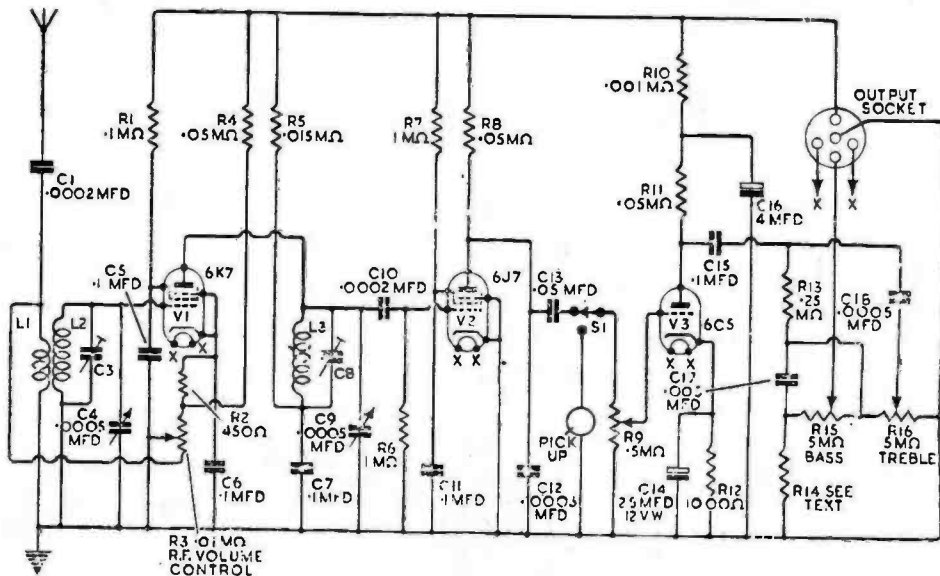 C1
.0002 MFD
R1
.1MΩ
R4
.05MΩ
R5
.015MΩ
R7
1MΩ
R8
.05MΩ
R10
.001MΩ
OUTPUT
SOCKET
R11
.05MΩ
C16
4 MFD
X
X
C5
.1 MFD
6K7
V1
X X
C10
.0002 MFD
6J7
V2
X X
C13
.05 MFD
S1
C15
.1MFD
V3
6C5
X X
R13
.25
MΩ
C18
.0005
MFD
L1
L2
C3
C4
.0005
MFD
R2
450Ω
C6
.1MFD
R3 .01MΩ
R.F. VOLUME
CONTROL
L3
C8
C7
.1MFD
C9
.0005
MFD
R6
1MΩ
C11
.1MFD
C12
.0003
MFD
PICK
UP
R9
.5MΩ
C17
MFD
C14
25 MFD
12 VW
R12
1000Ω
R14 SEE
TEXT
R15
5MΩ
BASS
R16
5MΩ
TREBLE